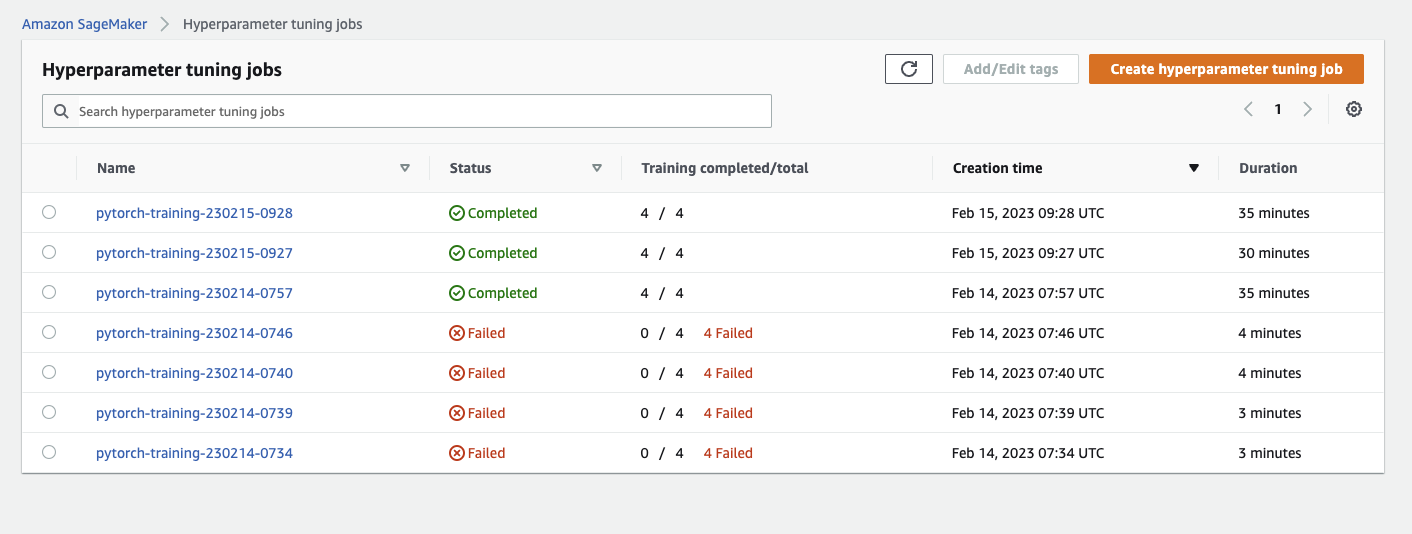 Amazon SageMaker Hyperparameter tuning jobs
Hyperparameter tuning jobs Add/Edit tags Create hyperparameter tuning job
Search hyperparameter tuning jobs 1
Name Status Training completed/total Creation time Duration
pytorch-training-230215-0928 Completed 4 / 4 Feb 15, 2023 09:28 UTC 35 minutes
pytorch-training-230215-0927 Completed 4 / 4 Feb 15, 2023 09:27 UTC 30 minutes
pytorch-training-230214-0757 Completed 4 / 4 Feb 14, 2023 07:57 UTC 35 minutes
pytorch-training-230214-0746 Failed 0 / 4 4 Failed Feb 14, 2023 07:46 UTC 4 minutes
pytorch-training-230214-0740 Failed 0 / 4 4 Failed Feb 14, 2023 07:40 UTC 4 minutes
pytorch-training-230214-0739 Failed 0 / 4 4 Failed Feb 14, 2023 07:39 UTC 3 minutes
pytorch-training-230214-0734 Failed 0 / 4 4 Failed Feb 14, 2023 07:34 UTC 3 minutes